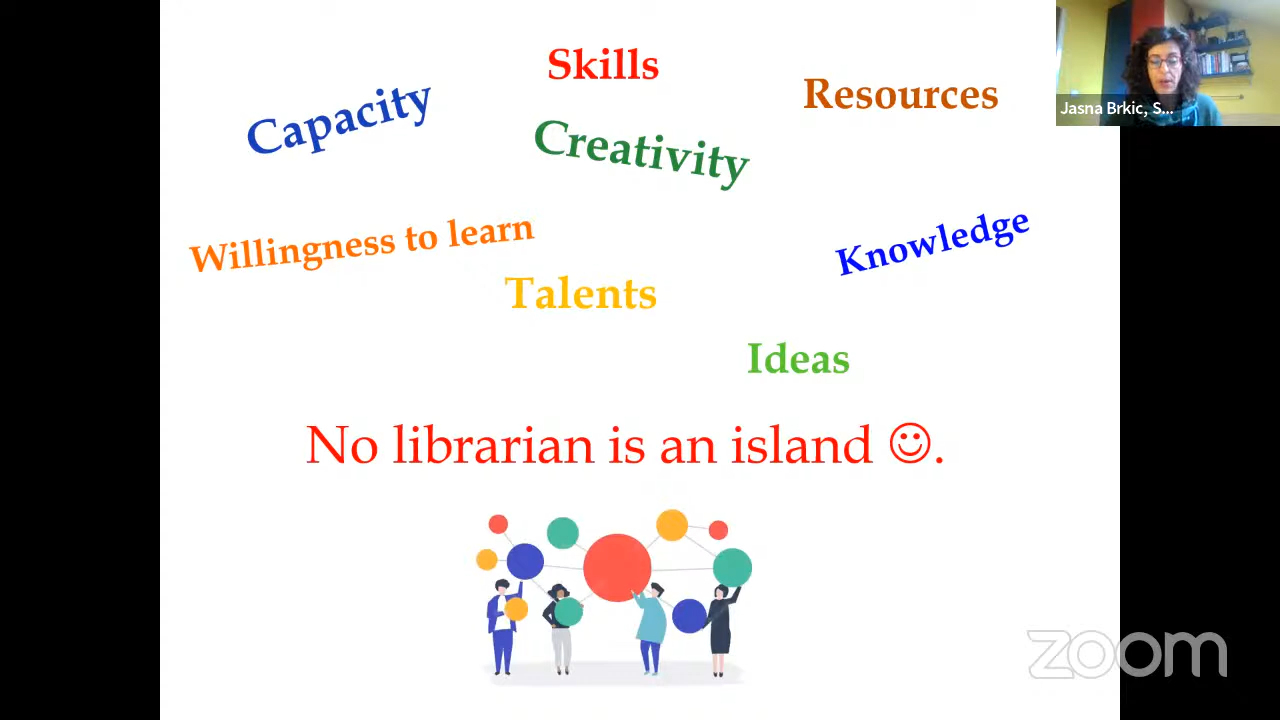 Skills
Resources
Capacity
Creativity
Willingness to learn
Knowledge
Talents
Ideas
No librarian is an island ☺.
Jasna Brkic, S...
zoom